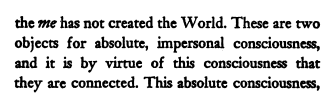 the me has not created the World. These are two
objects for absolute, impersonal consciousness,
and it is by virtue of this consciousness that
they are connected. This absolute consciousness,